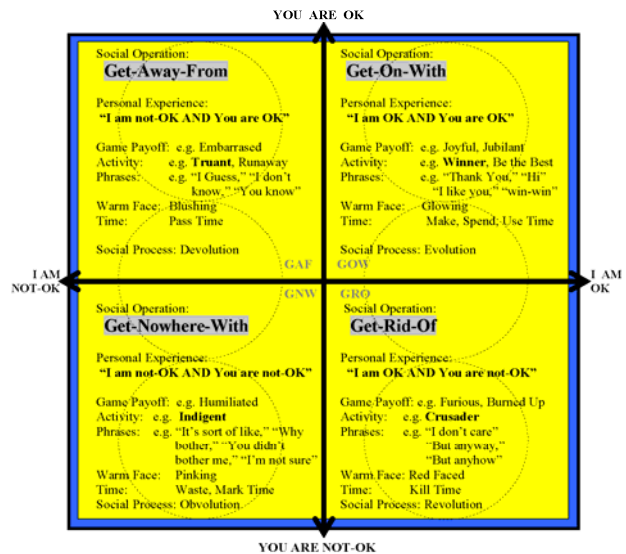 YOU ARE OK
Social Operation:
Get-Away-From
Personal Experience:
“I am not-OK AND You are OK”
Game Payoff: e.g. Embarrased
Activity: e.g. Truant, Runaway
Phrases: e.g. “I Guess,” “I don’t
know,” “You know”
Warm Face: Blushing
Time: Pass Time
Social Process: Devolution
GAF
Social Operation:
Get-On-With
Personal Experience:
“I am OK AND You are OK”
Game Payoff: e.g. Joyful, Jubilant
Activity: e.g. Winner, Be the Best
Phrases: e.g. “Thank You,” “Hi”
“I like you,” “win-win”
Warm Face: Glowing
Time: Make, Spend, Use Time
Social Process: Evolution
GOW
I AM
NOT-OK
I AM
OK
GNW
Social Operation:
Get-Nowhere-With
Personal Experience:
“I am not-OK AND You are not-OK”
Game Payoff: e.g. Humiliated
Activity: e.g. Indigent
Phrases: e.g. “It’s sort of like,” “Why
bother,” “You didn’t
bother me,” “I’m not sure”
Warm Face: Pinking
Time: Waste, Mark Time
Social Process: Obvolution
GRO
Social Operation:
Get-Rid-Of
Personal Experience:
“I am OK AND You are not-OK”
Game Payoff: e.g. Furious, Burned Up
Activity: e.g. Crusader
Phrases: e.g. “I don’t care”
“But anyway,”
“But anyhow”
Warm Face: Red Faced
Time: Kill Time
Social Process: Revolution
YOU ARE NOT-OK